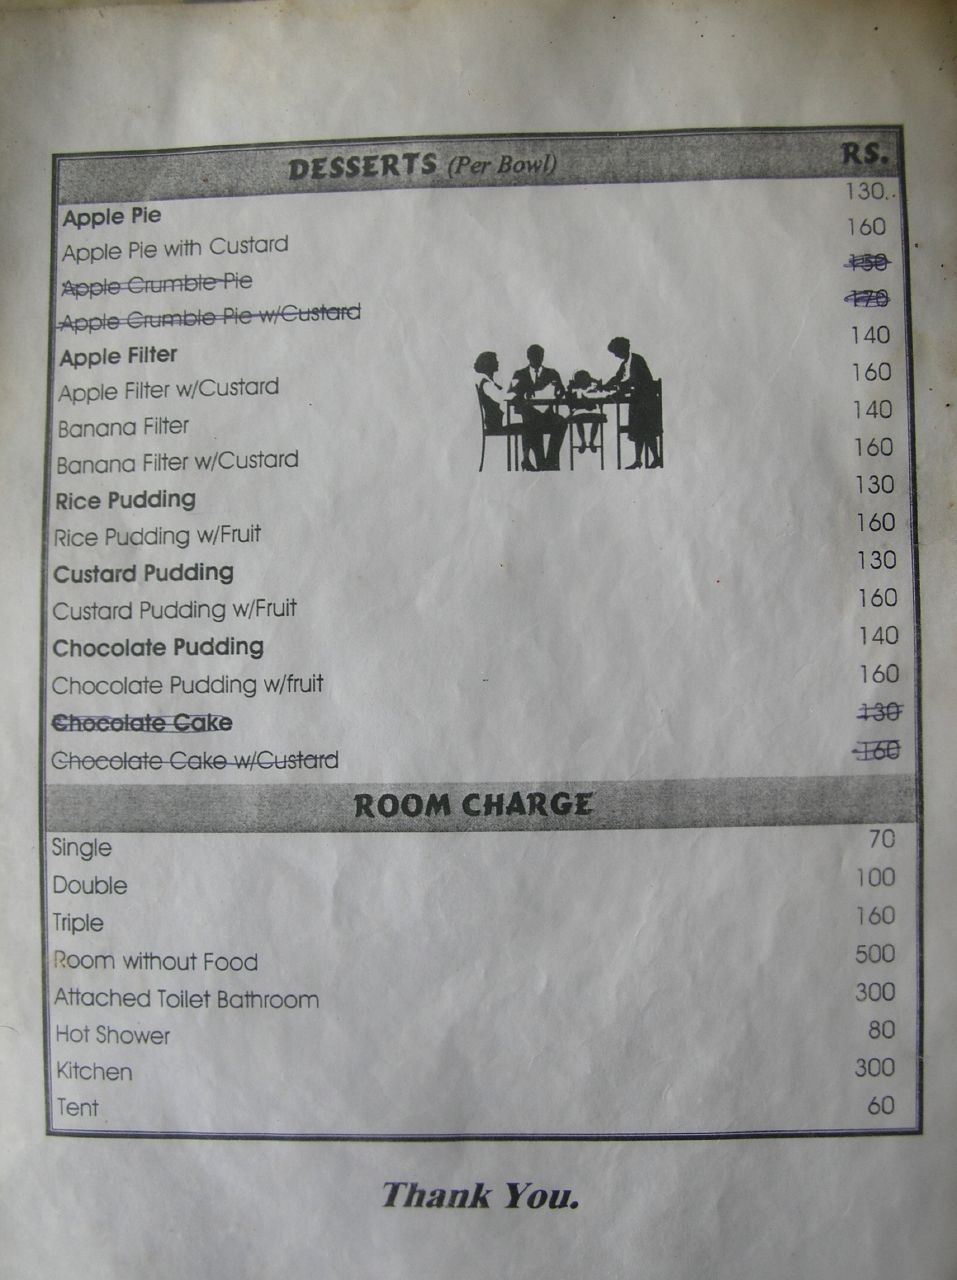 DESSERTS (Per Bowl) RS.
Apple Pie 130
Apple Pie with Custard 160
Apple Crumble Pie 150
Apple Crumble Pie w/Custard 170
Apple Filter 140
Apple Filter w/Custard 160
Banana Filter 140
Banana Filter w/Custard 160
Rice Pudding 130
Rice Pudding w/Fruit 160
Custard Pudding 130
Custard Pudding w/Fruit 160
Chocolate Pudding 140
Chocolate Pudding w/fruit 160
Chocolate Cake 130
Chocolate Cake w/Custard 160
ROOM CHARGE
Single 70
Double 100
Triple 160
Room without Food 500
Attached Toilet Bathroom 300
Hot Shower 80
Kitchen 300
Tent 60
Thank You.